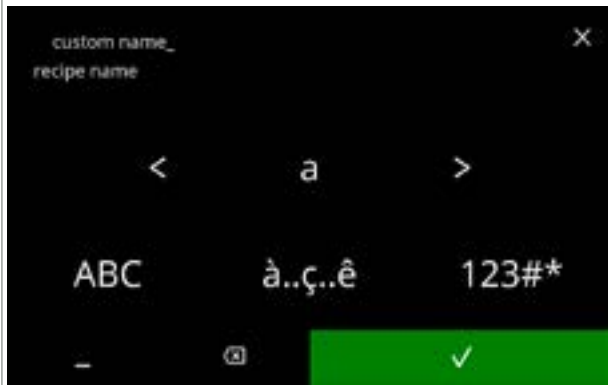 custom name_
recipe name
< a >
ABC à..ç..ê 123#*
_